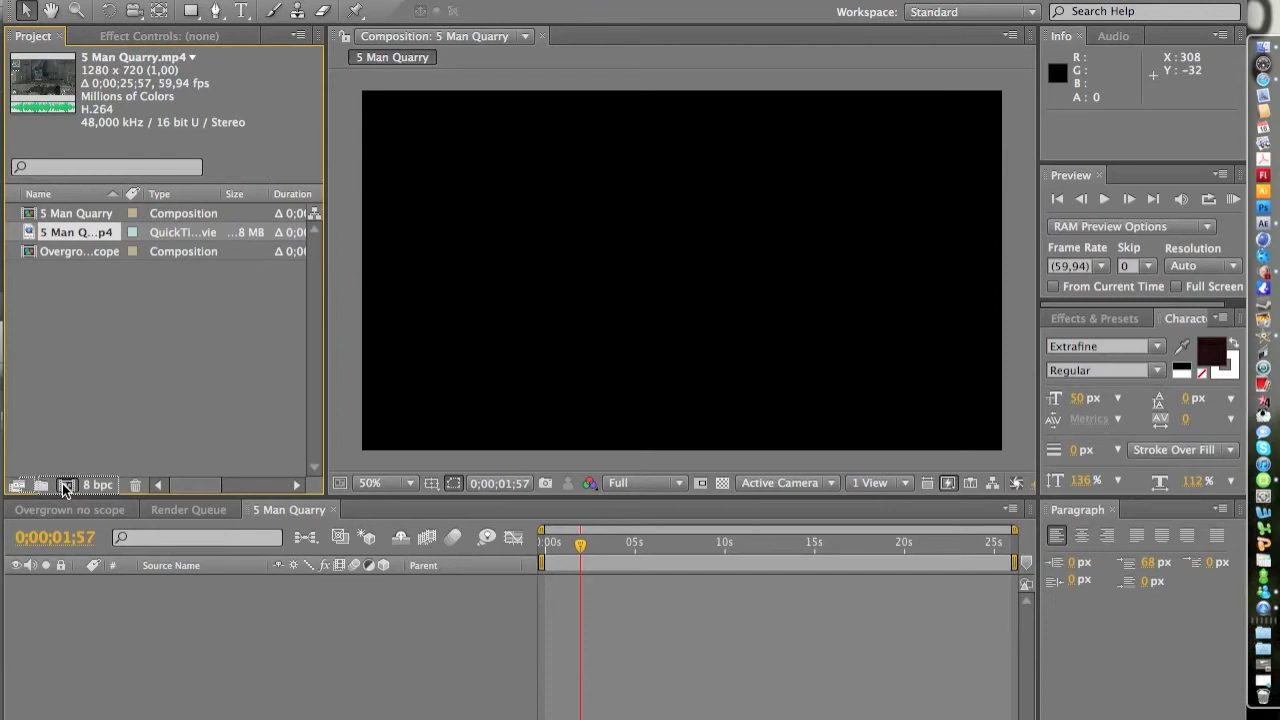 Workspace: Standard Search Help
Project Effect Controls: (none) Composition: 5 Man Quarry Info Audio
5 Man Quarry.mp4
1280 x 720 (1,00)
Δ 0;00;25;57, 59,94 fps
Millions of Colors
H.264
48,000 kHz / 16 bit U / Stereo
5 Man Quarry
R :
G :
B :
A : 0
X : 308
Y : -32
Name Type Size Duration
5 Man Quarry Composition Δ 0;0
5 Man Q...p4 QuickTi...vie ...8 MB Δ 0;0
Overgro...cope Composition Δ 0;0
8 bpc
50% 0;00;01;57 Full Active Camera 1 View
Preview
RAM Preview Options
Frame Rate Skip Resolution
(59,94) 0 Auto
From Current Time Full Screen
Effects & Presets Charact
Extrafine
Regular
50 px 0 px
Metrics 0
0 px Stroke Over Fill
136 % 112 %
Overgrown no scope Render Queue 5 Man Quarry
0;00;01;57
:00s 05s 10s 15s 20s 25s
# Source Name Parent
Paragraph
0 px 68 px 0 px
0 px 0 px